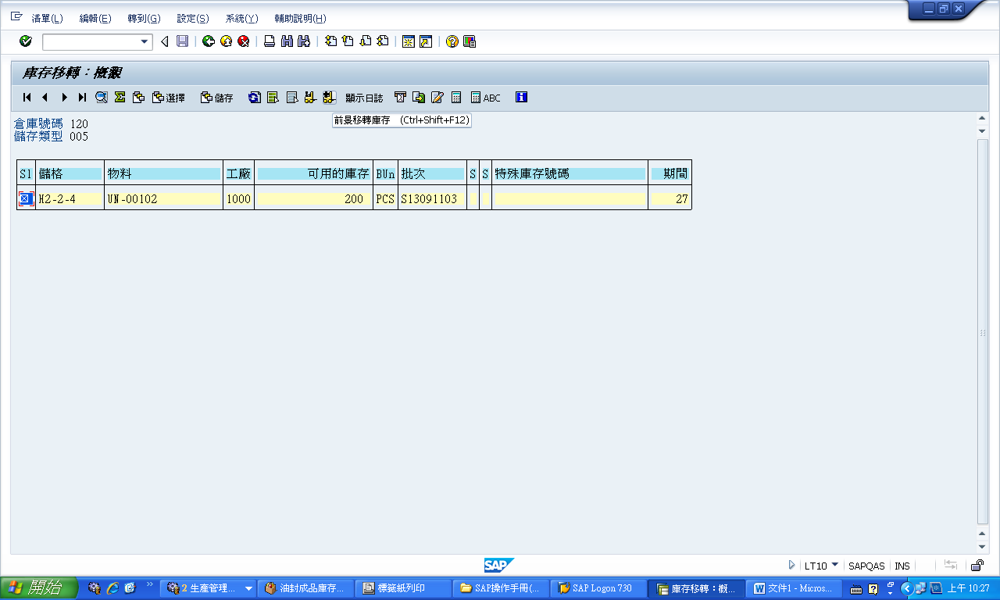 清單(L) 編輯(E) 轉到(G) 設定(S) 系統(Y) 輔助說明(H)
庫存移轉：概觀
選擇 儲存 顯示日誌 ABC
前景移轉庫存 (Ctrl+Shift+F12)
倉庫號碼 120
儲存類型 005
Sl 儲格 物料 工廠 可用的庫存 BUn 批次 S S 特殊庫存號碼 期間
H2-2-4 UN-00102 1000 200 PCS S13091103 27
SAP
LT10 SAPQAS INS
開始 2 生產管理... 油封成品庫存... 標籤紙列印 SAP操作手冊(... SAP Logon 730 庫存移轉：概... 文件1 - Micros... 上午 10:27